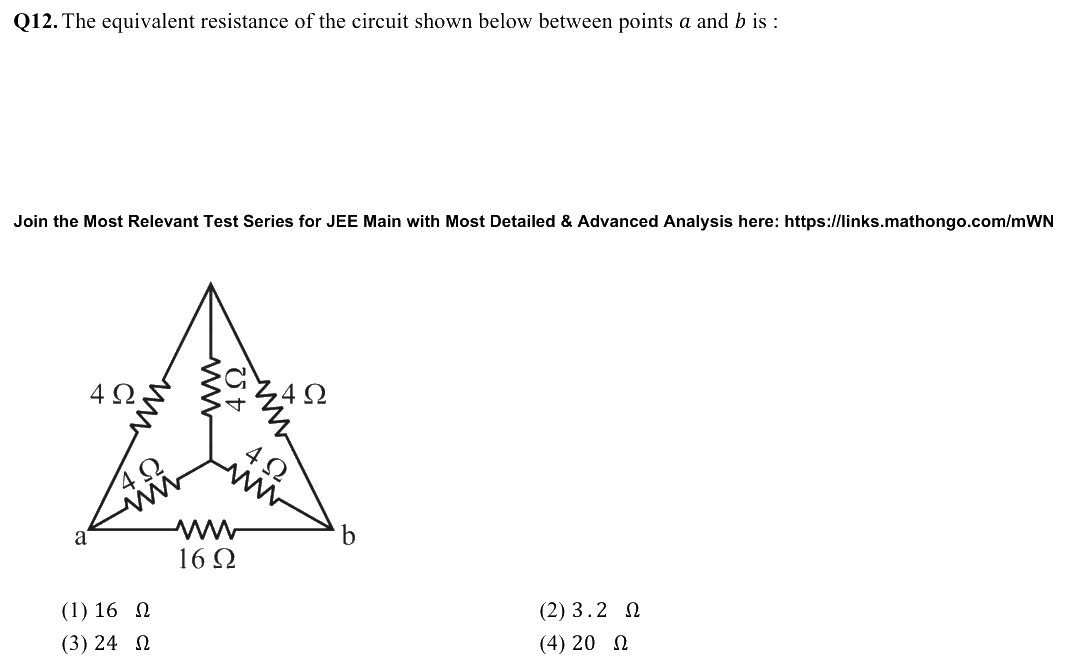 Q12. The equivalent resistance of the circuit shown below between points a and b is :
Join the Most Relevant Test Series for JEE Main with Most Detailed & Advanced Analysis here: https://links.mathongo.com/mWN
4 Ω
4 Ω
4 Ω
4 Ω
4 Ω
a
b
16 Ω
(1) 16 Ω
(2) 3.2 Ω
(3) 24 Ω
(4) 20 Ω